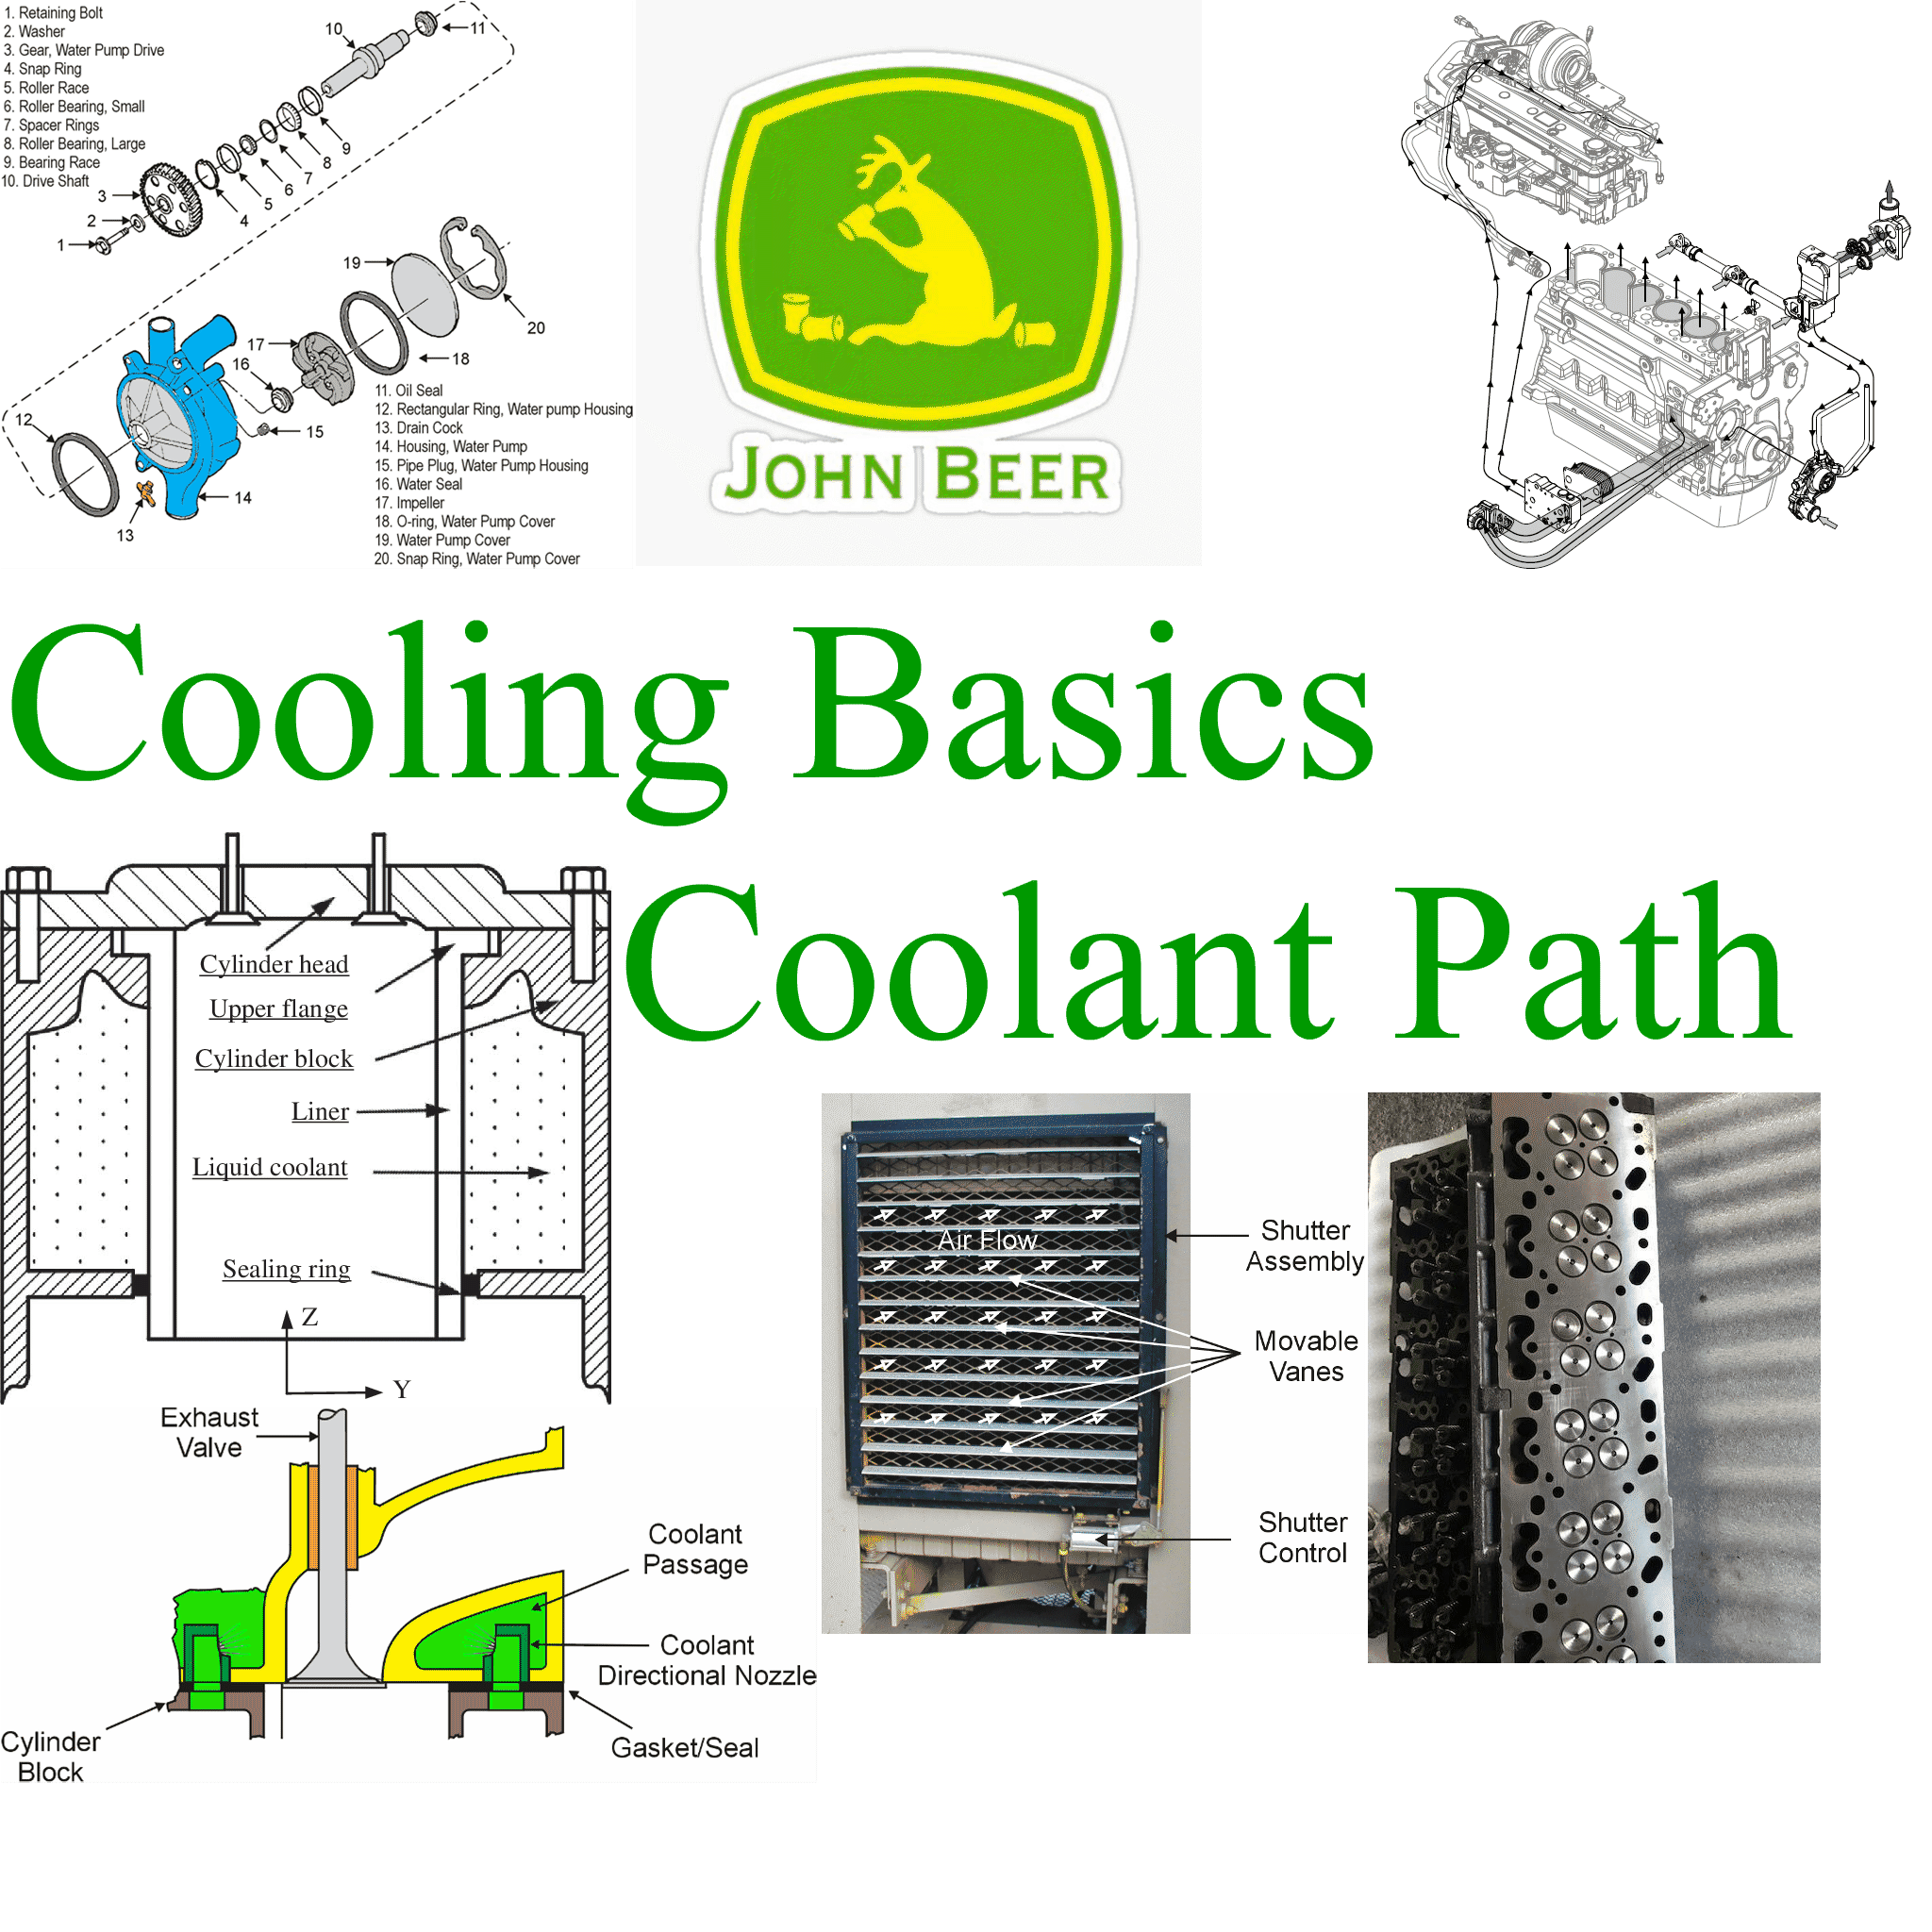 1. Retaining Bolt
2. Washer
3. Gear, Water Pump Drive
4. Snap Ring
5. Roller Race
6. Roller Bearing, Small
7. Spacer Rings
8. Roller Bearing, Large
9. Bearing Race
10. Drive Shaft
10
11
9
8
7
6
5
4
3
2
1
19
20
18
17
16
15
12
14
13
11. Oil Seal
12. Rectangular Ring, Water pump Housing
13. Drain Cock
14. Housing, Water Pump
15. Pipe Plug, Water Pump Housing
16. Water Seal
17. Impeller
18. O-ring, Water Pump Cover
19. Water Pump Cover
20. Snap Ring, Water Pump Cover
JOHN BEER
Cooling Basics
Coolant Path
Cylinder head
Upper flange
Cylinder block
Liner
Liquid coolant
Sealing ring
Z
Y
Exhaust
Valve
Coolant
Passage
Coolant
Directional Nozzle
Gasket/Seal
Cylinder
Block
Air Flow
Shutter
Assembly
Movable
Vanes
Shutter
Control